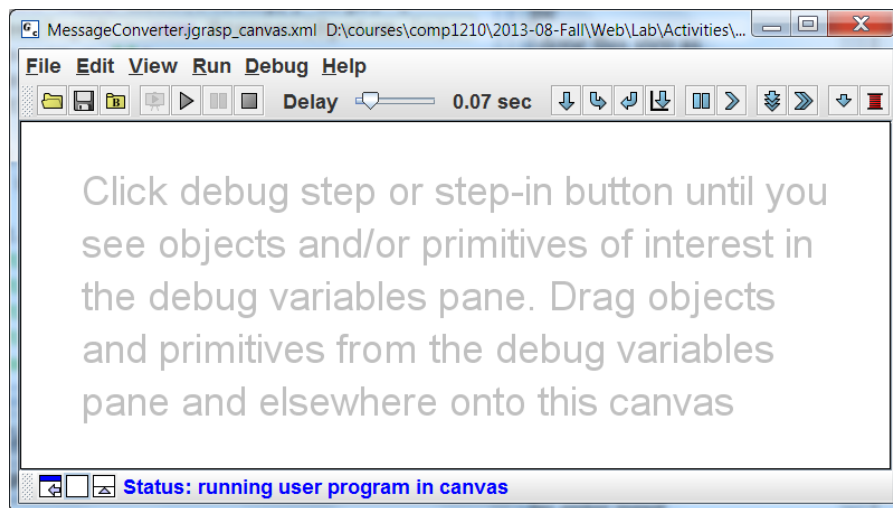 MessageConverter.jgrasp_canvas.xml D:\courses\comp1210\2013-08-Fall\Web\Lab\Activities\...
File Edit View Run Debug Help
Delay 0.07 sec
Click debug step or step-in button until you
see objects and/or primitives of interest in
the debug variables pane. Drag objects
and primitives from the debug variables
pane and elsewhere onto this canvas
Status: running user program in canvas